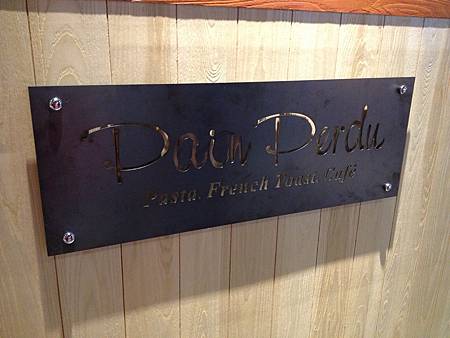 Pain Perdu
Pasta. French Toast. Café